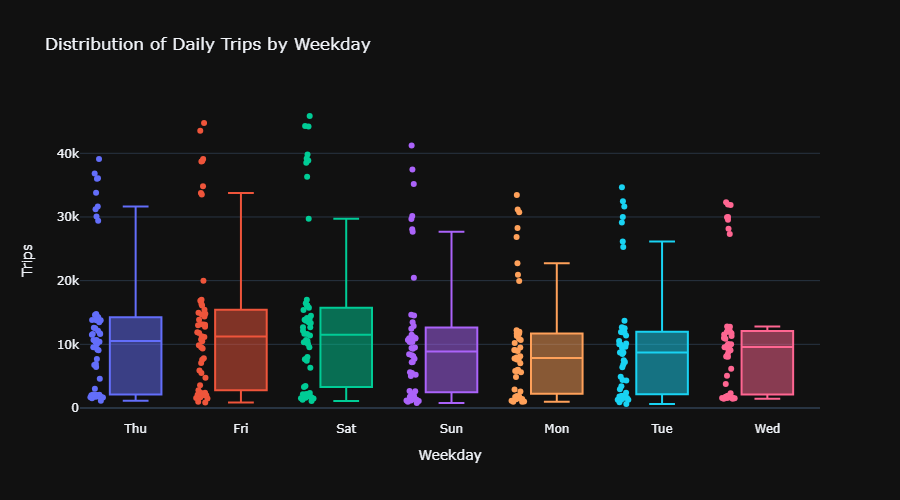 Distribution of Daily Trips by Weekday
Trips
40k
30k
20k
10k
0
Thu Fri Sat Sun Mon Tue Wed
Weekday